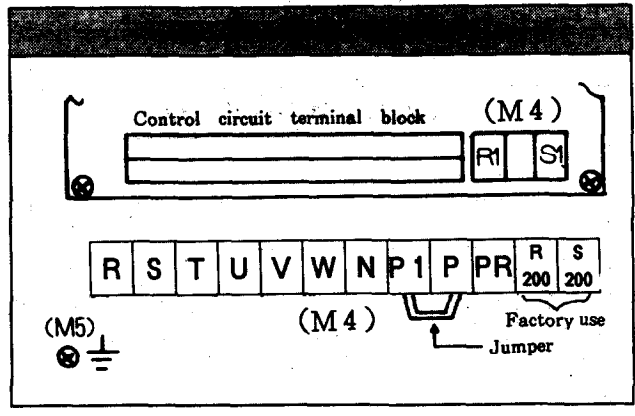 Control circuit terminal block (M4)
R1 S1
R S T U V W N P1 P PR R 200 S 200
(M5) (M4) Factory use
Jumper